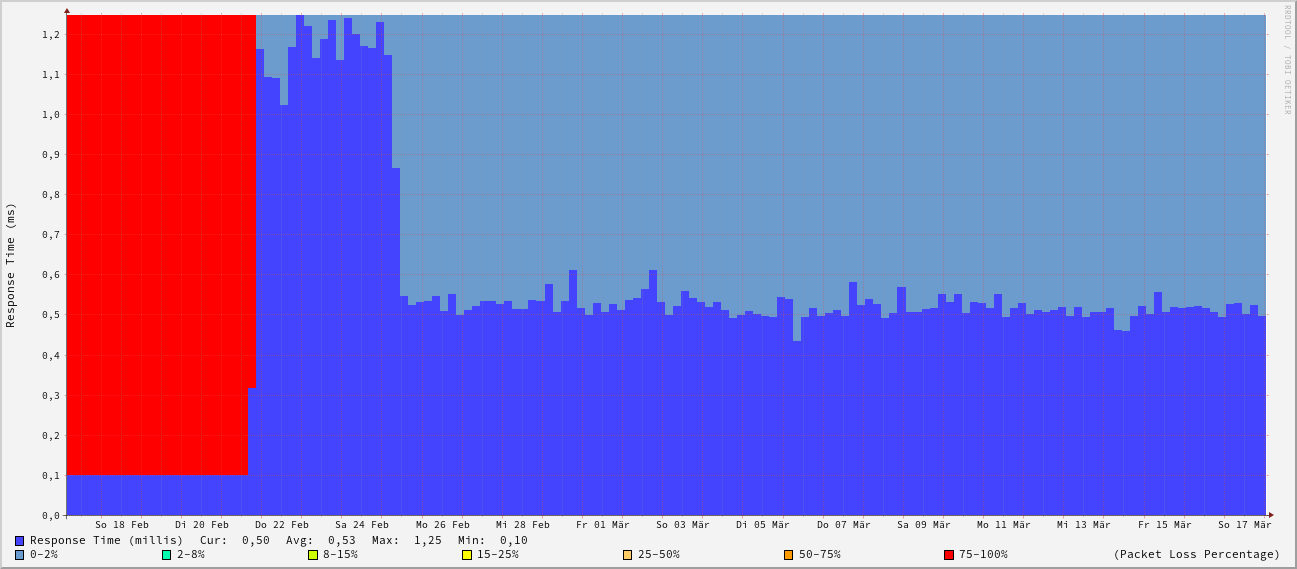 RRDTOOL / TOBI OETIKER
Response Time (ms)
1,2
1,1
1,0
0,9
0,8
0,7
0,6
0,5
0,4
0,3
0,2
0,1
0,0
So 18 Feb Di 20 Feb Do 22 Feb Sa 24 Feb Mo 26 Feb Mi 28 Feb Fr 01 Mär So 03 Mär Di 05 Mär Do 07 Mär Sa 09 Mär Mo 11 Mär Mi 13 Mär Fr 15 Mär So 17 Mär
Response Time (millis) Cur: 0,50 Avg: 0,53 Max: 1,25 Min: 0,10
0-2% 2-8% 8-15% 15-25% 25-50% 50-75% 75-100% (Packet Loss Percentage)